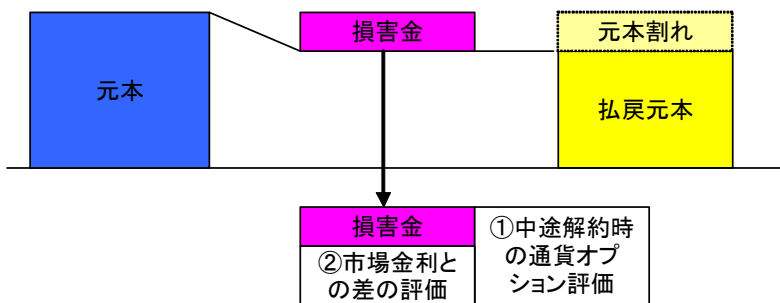 元本
損害金
元本割れ
払戻元本
損害金
②市場金利と
の差の評価
①中途解約時
の通貨オプ
ション評価